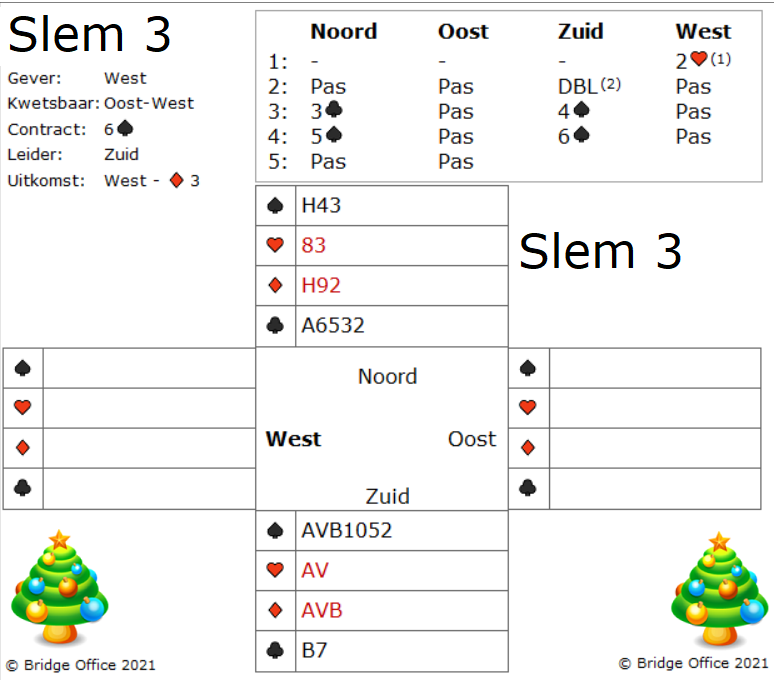 Slem 3
Gever: West
Kwetsbaar: Oost-West
Contract: 6♠
Leider: Zuid
Uitkomst: West - ♦ 3
Noord Oost Zuid West
1: - - - 2♥(1)
2: Pas Pas DBL(2) Pas
3: 3♣ Pas 4♠ Pas
4: 5♠ Pas 6♠ Pas
5: Pas Pas
♠ H43
♥ 83
♦ H92
♣ A6532
Slem 3
♠
♥
♦
♣
Noord
West Oost
Zuid
♠
♥
♦
♣
♠ AVB1052
♥ AV
♦ AVB
♣ B7
© Bridge Office 2021
© Bridge Office 2021